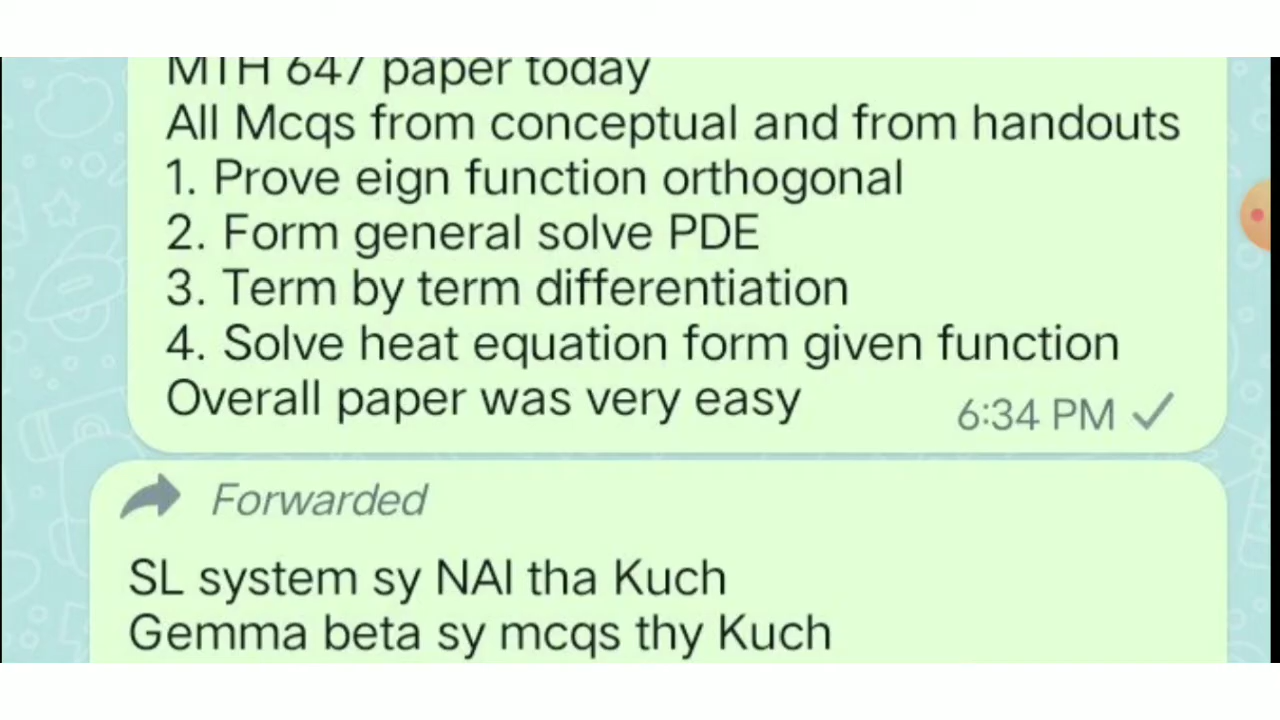 MTH 647 paper today
All Mcqs from conceptual and from handouts
1. Prove eign function orthogonal
2. Form general solve PDE
3. Term by term differentiation
4. Solve heat equation form given function
Overall paper was very easy
6:34 PM
Forwarded
SL system sy NAI tha Kuch
Gemma beta sy mcqs thy Kuch